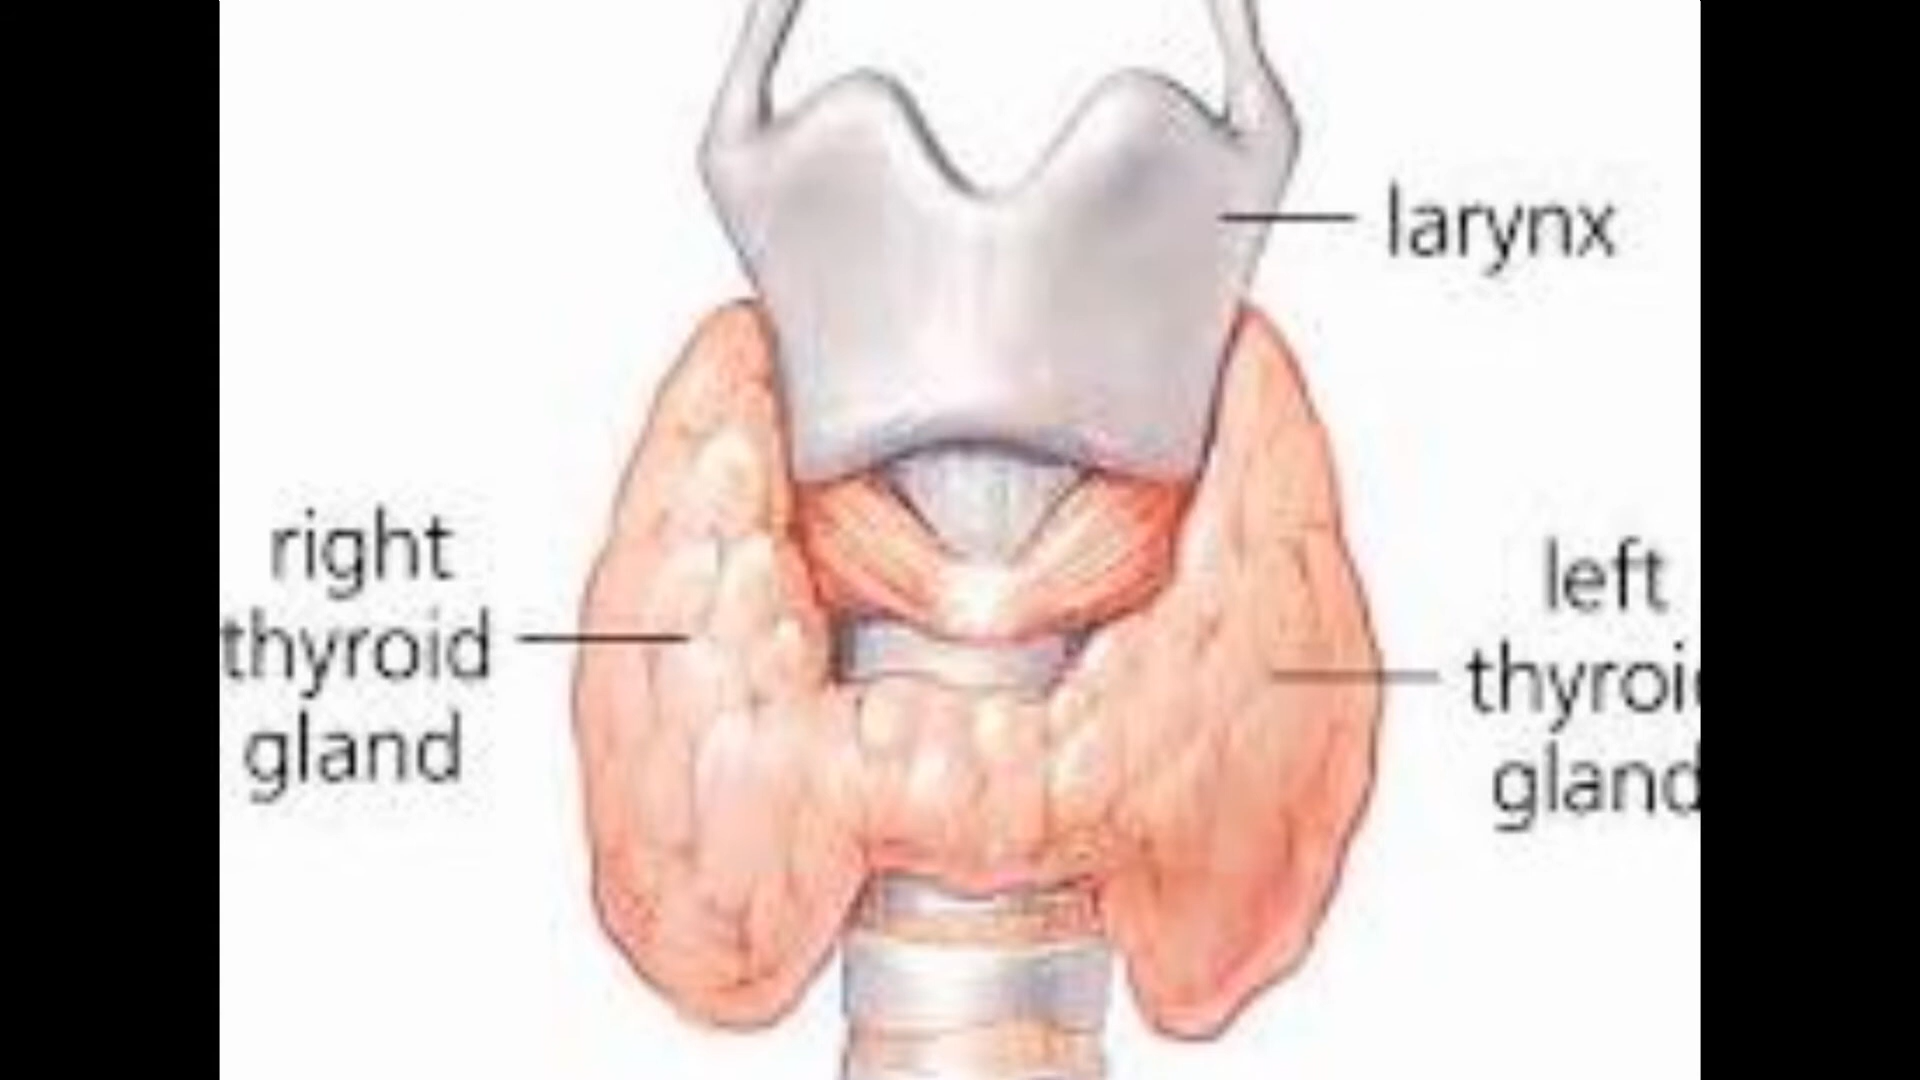 larynx
right
thyroid
gland
left
thyroi
gland